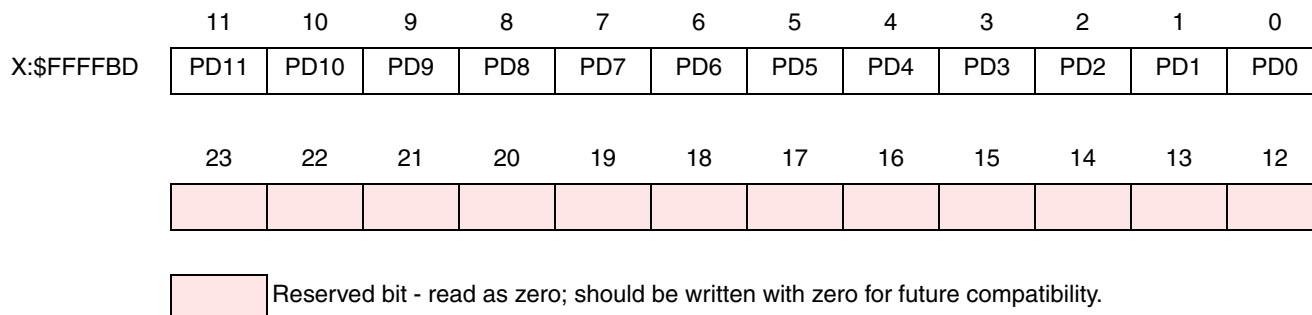 11 10 9 8 7 6 5 4 3 2 1 0
X:$FFFFBD PD11 PD10 PD9 PD8 PD7 PD6 PD5 PD4 PD3 PD2 PD1 PD0
23 22 21 20 19 18 17 16 15 14 13 12
Reserved bit - read as zero; should be written with zero for future compatibility.